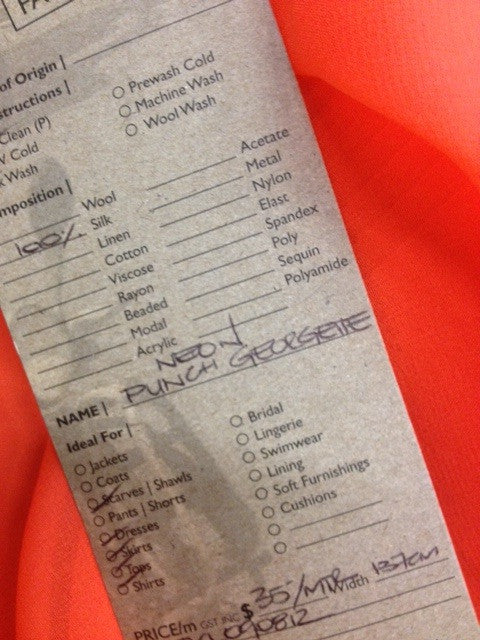 FA
of Origin |
structions |
Clean (P)
Cold
Wash
Prewash Cold
Machine Wash
Wool Wash
mposition |
Wool
100% Silk
Linen
Cotton
Viscose
Rayon
Beaded
Modal
Acrylic
Acetate
Metal
Nylon
Elast
Spandex
Poly
Sequin
Polyamide
NEON
NAME | PUNCH GEORGETTE
Ideal For |
Jackets
Coats
Scarves | Shawls
Pants | Shorts
Dresses
Skirts
Tops
Shirts
Bridal
Lingerie
Swimwear
Lining
Soft Furnishings
Cushions
PRICE/m GST INC $ 35/MTR Width 137cm
090812